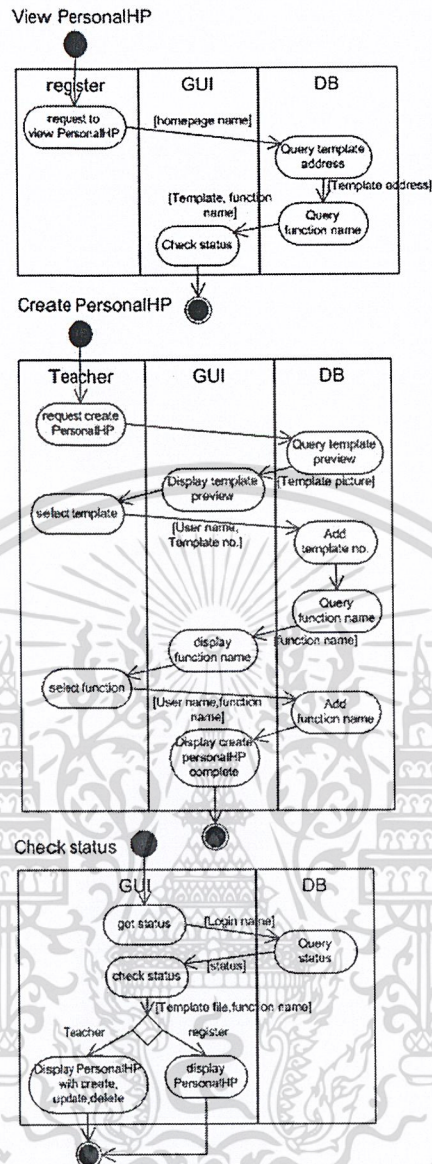 View PersonalHP
register
GUI
DB
request to
view PersonalHP
[homepage name]
Query template
address
[Template address]
[Template, function
name]
Query
function name
Check status
Create PersonalHP
Teacher
GUI
DB
request create
PersonalHP
Query template
preview
Display template
preview
[Template picture]
select template
[User name,
Template no.]
Add
template no.
Query
function name
display
function name
[function name]
select function
[User name,function
name]
Add
function name
Display create
personalHP
complete
Check status
GUI
DB
got status
[Login name]
Query
status
[status]
check status
[Template file,function name]
Teacher
register
Display PersonalHP
with create,
update,delete
display
PersonalHP